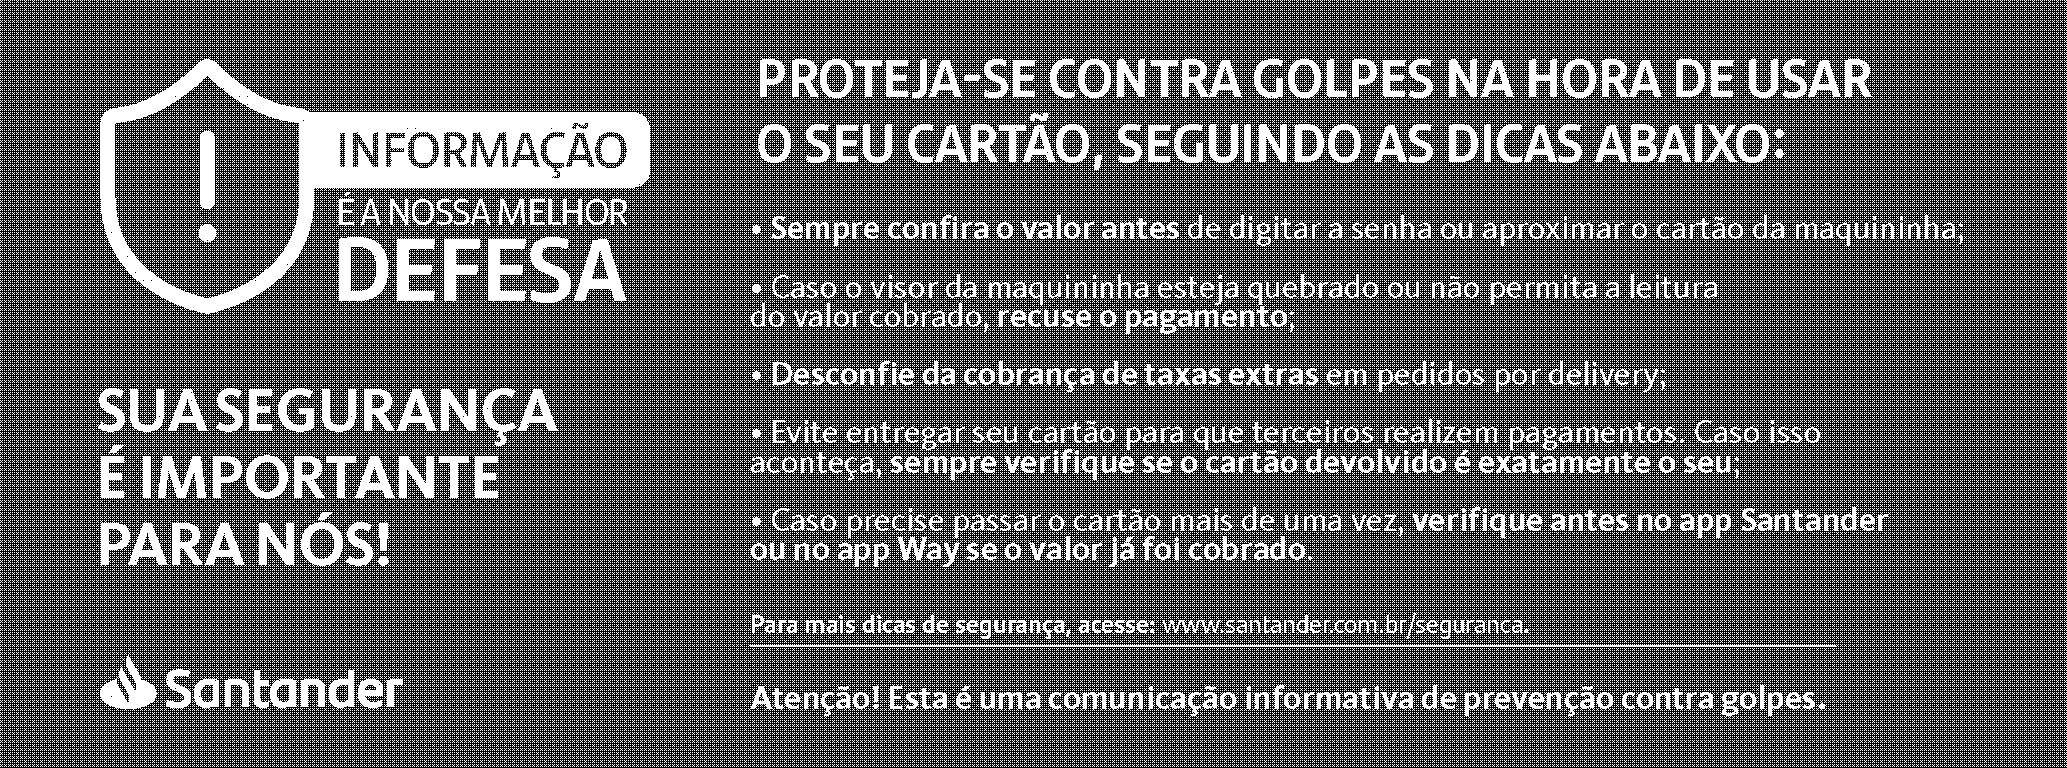 INFORMAÇÃO
É A NOSSA MELHOR
DEFESA
SUA SEGURANÇA
É IMPORTANTE
PARA NÓS!
Santander
PROTEJA-SE CONTRA GOLPES NA HORA DE USAR
O SEU CARTÃO, SEGUINDO AS DICAS ABAIXO:
• Sempre confira o valor antes de digitar a senha ou aproximar o cartão da maquininha;
• Caso o visor da maquininha esteja quebrado ou não permita a leitura
do valor cobrado, recuse o pagamento;
• Desconfie da cobrança de taxas extras em pedidos por delivery;
• Evite entregar seu cartão para que terceiros realizem pagamentos. Caso isso
aconteça, sempre verifique se o cartão devolvido é exatamente o seu;
• Caso precise passar o cartão mais de uma vez, verifique antes no app Santander
ou no app Way se o valor já foi cobrado.
Para mais dicas de segurança, acesse: www.santander.com.br/seguranca.
Atenção! Esta é uma comunicação informativa de prevenção contra golpes.